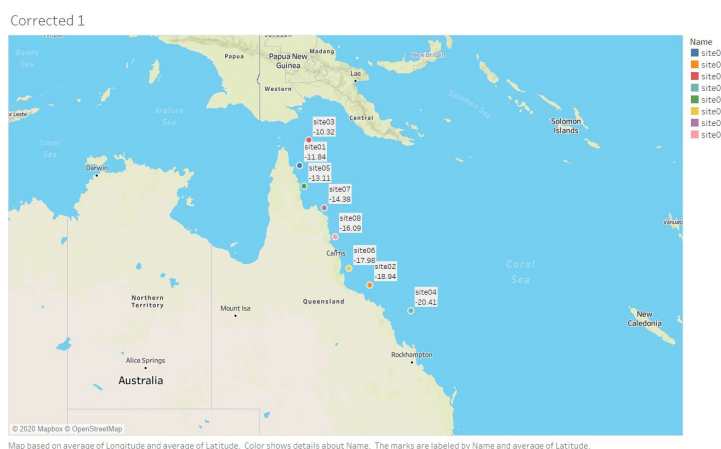 Corrected 1
Name
site0
site0
site0
site0
site0
site0
site0
site0
Banda
Sea
Papua
Papua New
Guinea
Madang
New Britain
Lae
Western
Central
Solomon Sea
Solomon
Islands
Arafura
Sea
r Leste
Timor
Sea
Darwin
site03
-10.32
site01
-11.84
site05
-13.11
site07
-14.38
site08
-16.09
Cairns
site06
-17.98
site02
-18.94
site04
-20.41
Vanuat
Coral
Sea
Northern
Territory
Mount Isa
Queensland
New
Caledonia
Alice Springs
Rockhampton
Australia
© 2020 Mapbox © OpenStreetMap
Map based on average of Longitude and average of Latitude. Color shows details about Name. The marks are labeled by Name and average of Latitude.